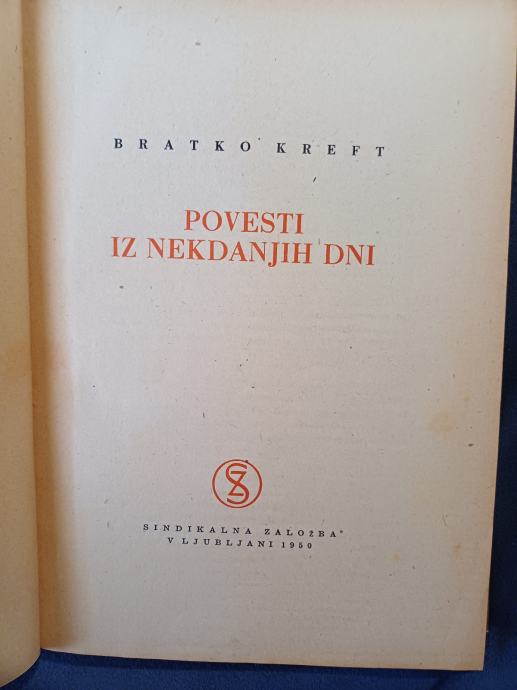 BRATKO KREFT
POVESTI
IZ NEKDANJIH DNI
SZ
SINDIKALNA ZALOŽBA
V LJUBLJANI 1950